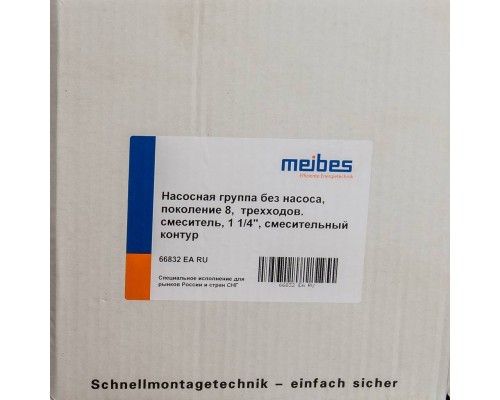 meibes
effiziente Energietechnik
Насосная группа без насоса,
поколение 8, трехходов.
смеситель, 1 1/4", смесительный
контур
66832 EA RU
Специальное исполнение для
рынков России и стран СНГ
66832 EA RU
Schnellmontagetechnik – einfach sicher